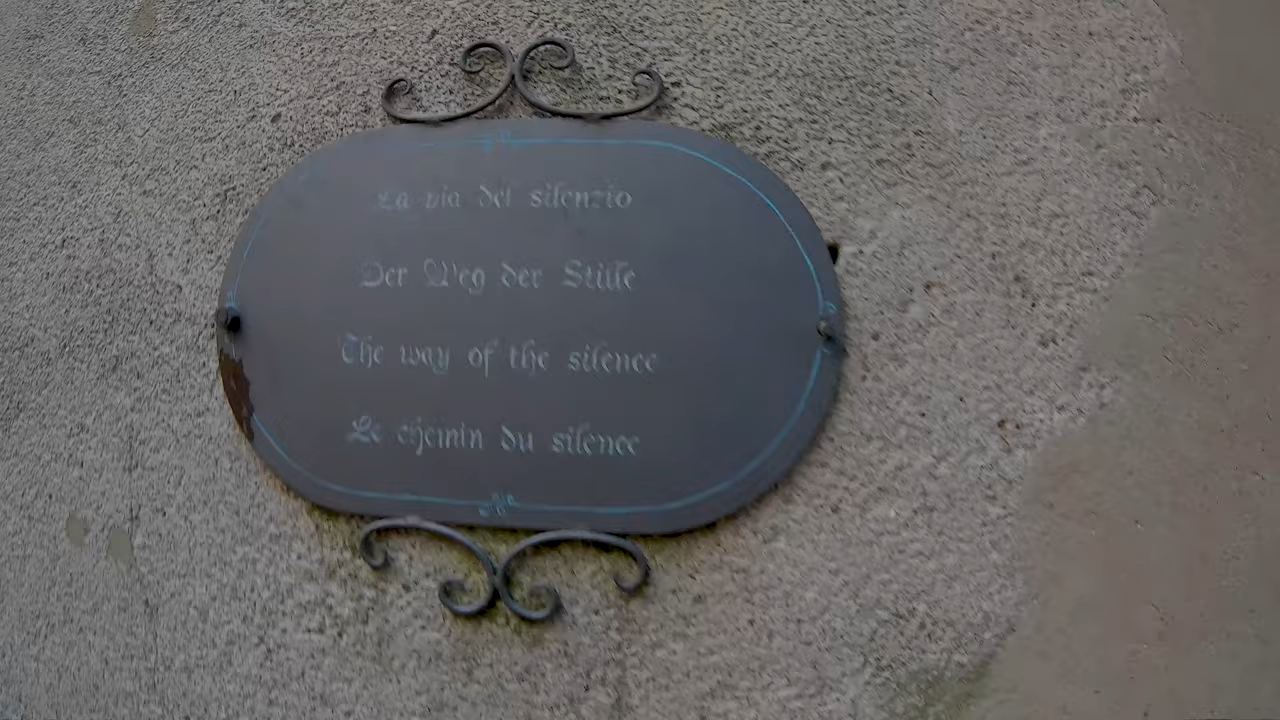 La via del silenzio
Der Weg der Stille
The way of the silence
Le chemin du silence